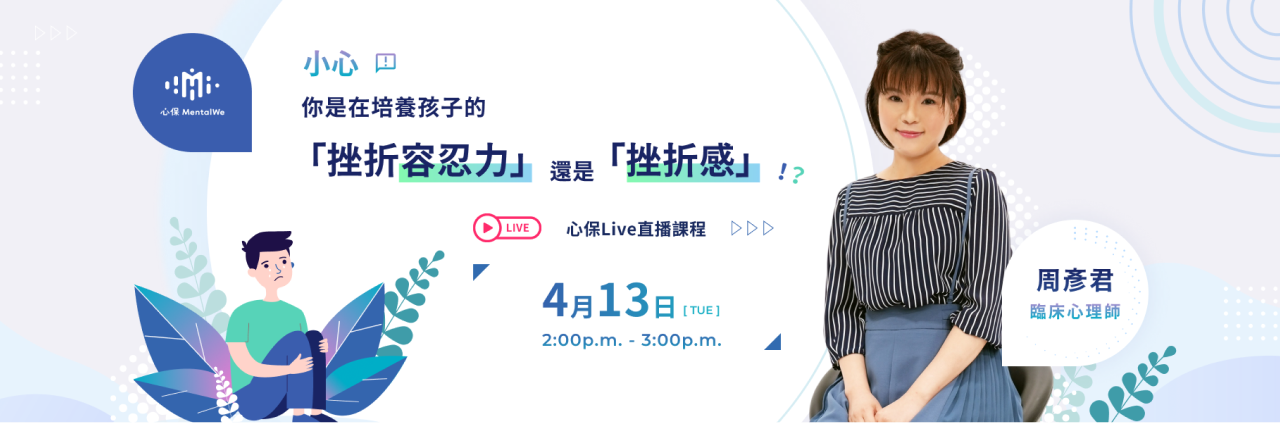 心保 MentalWe
小心
你是在培養孩子的
「挫折容忍力」 還是「挫折感」!?
LIVE 心保Live直播課程
4月13日 [ TUE ]
2:00p.m. - 3:00p.m.
周彥君
臨床心理師